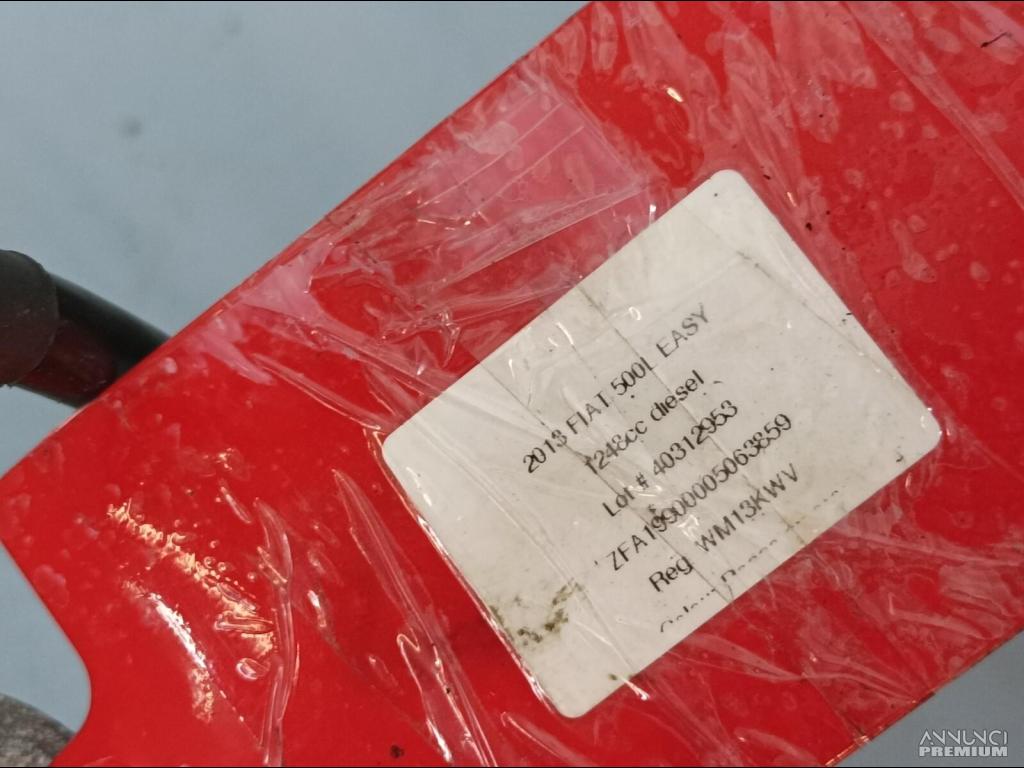 2013 FIAT 500L EASY
1248cc diesel
Lot # 40312953
ZFA19900005063859
Reg WM13KWV
ANNUNCI
PREMIUM